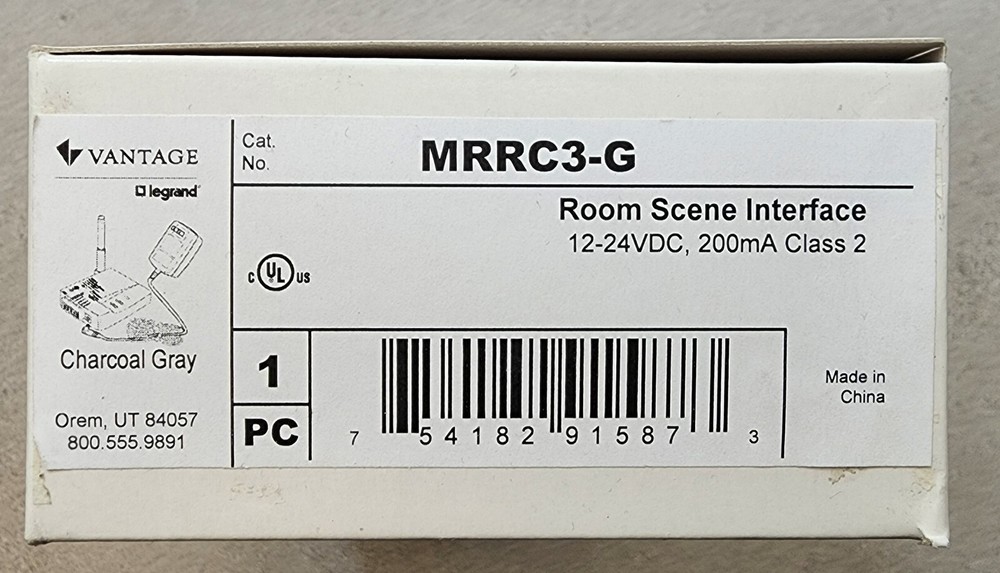 VANTAGE
legrand
Charcoal Gray
Orem, UT 84057
800.555.9891
Cat.
No.
MRRC3-G
Room Scene Interface
12-24VDC, 200mA Class 2
C UL US
1
PC
7 54182 91587 3
Made in
China